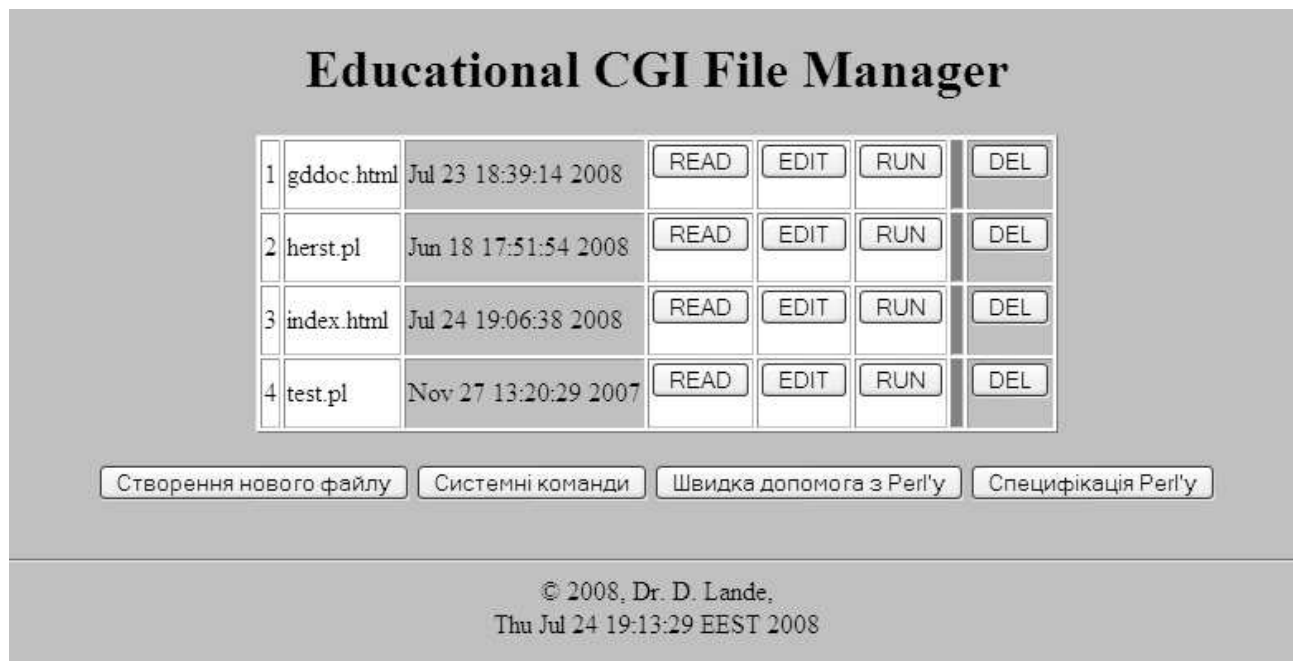 Educational CGI File Manager
1 gddoc.html Jul 23 18:39:14 2008 READ EDIT RUN DEL
2 herst.pl Jun 18 17:51:54 2008 READ EDIT RUN DEL
3 index.html Jul 24 19:06:38 2008 READ EDIT RUN DEL
4 test.pl Nov 27 13:20:29 2007 READ EDIT RUN DEL
Створення нового файлу Системні команди Швидка допомога з Perl'у Специфікація Perl'у
© 2008, Dr. D. Lande,
Thu Jul 24 19:13:29 EEST 2008